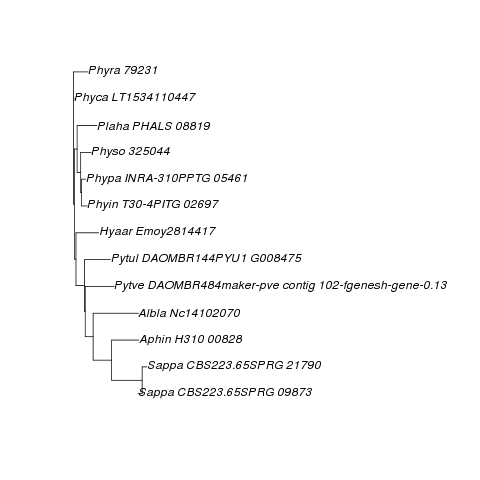 Phyra 79231
Phyca LT1534110447
Plaha PHALS 08819
Physo 325044
Phypa INRA-310PPTG 05461
Phyin T30-4PITG 02697
Hyaar Emoy2814417
Pytul DAOMBR144PYU1 G008475
Pytve DAOMBR484maker-pve contig 102-fgenesh-gene-0.13
Albla Nc14102070
Aphin H310 00828
Sappa CBS223.65SPRG 21790
Sappa CBS223.65SPRG 09873